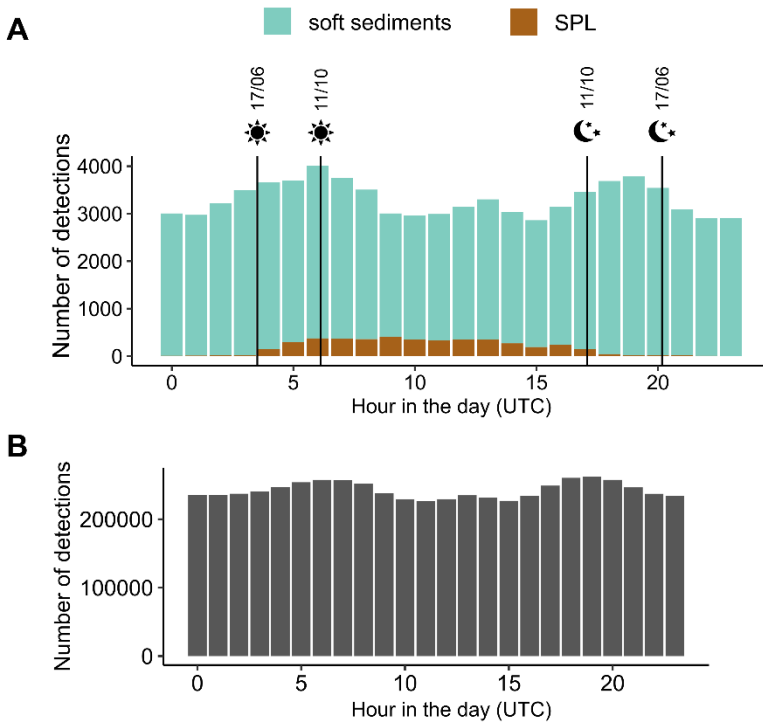 A
soft sediments
SPL
17/06
11/10
11/10
17/06
Number of detections
4000
3000
2000
1000
0
0 5 10 15 20
Hour in the day (UTC)
B
Number of detections
200000
100000
0
0 5 10 15 20
Hour in the day (UTC)